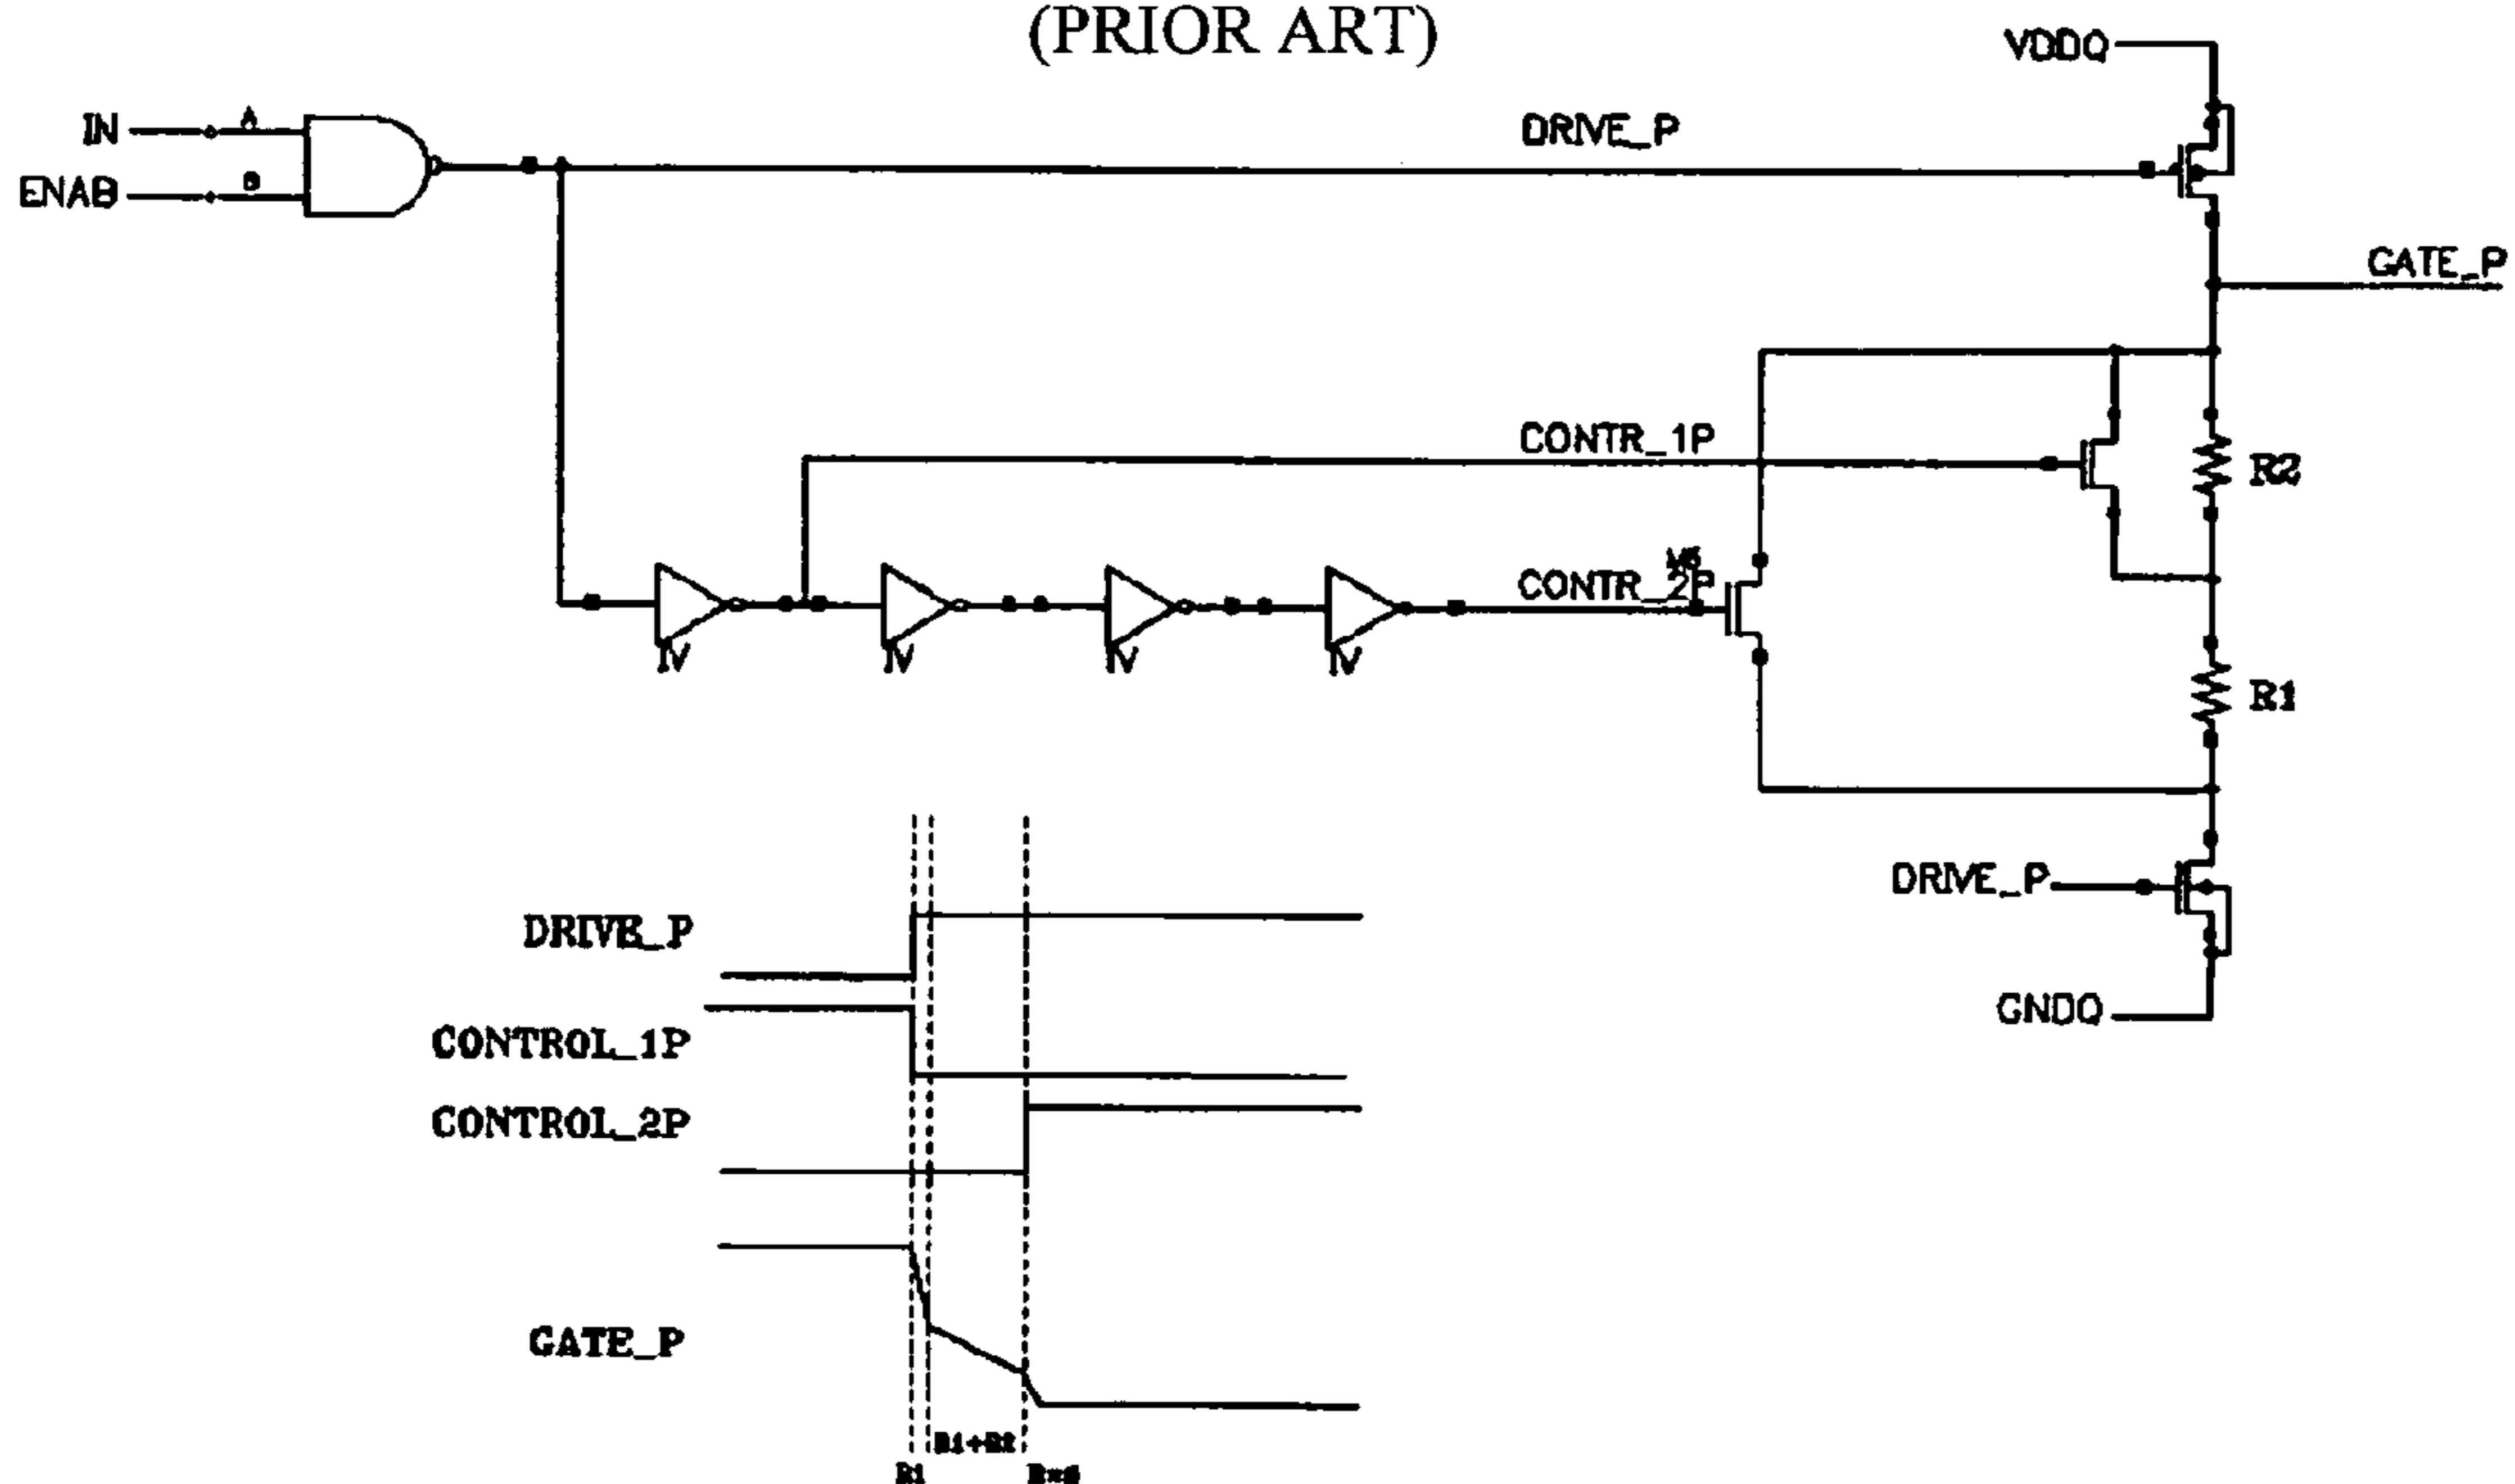 (PRIOR ART)
VDDQ
IN
A
DRIVE_P
ENAB
B
GATE_P
CONTR_1P
R2
CONTR_2P
IV
IV
IV
IV
R1
DRIVE_P
DRIVE_P
GNDQ
CONTROL_1P
CONTROL_2P
GATE_P
R1+R2
R1